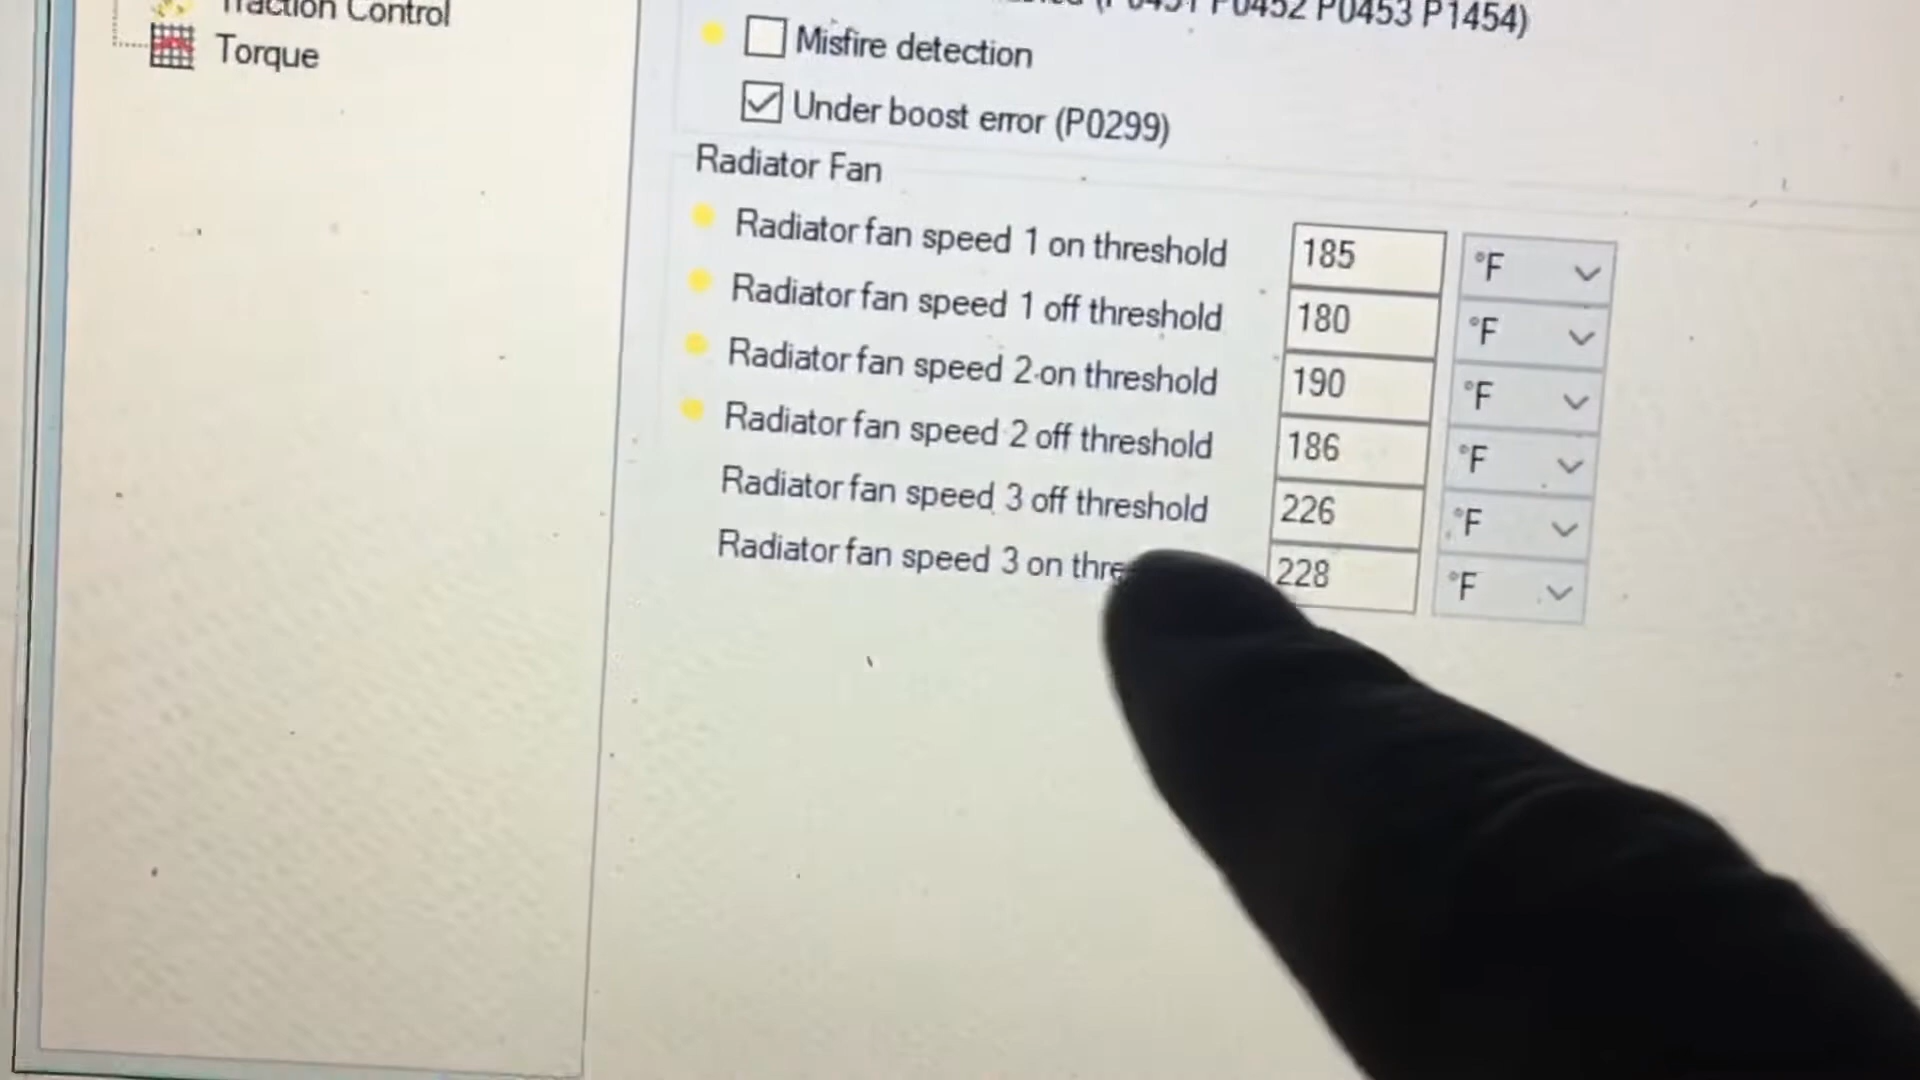 Traction Control
Torque
P0452 P0453 P1454)
Misfire detection
Under boost error (P0299)
Radiator Fan
Radiator fan speed 1 on threshold 185 °F
Radiator fan speed 1 off threshold 180 °F
Radiator fan speed 2 on threshold 190 °F
Radiator fan speed 2 off threshold 186 °F
Radiator fan speed 3 off threshold 226 °F
Radiator fan speed 3 on thre 228 °F